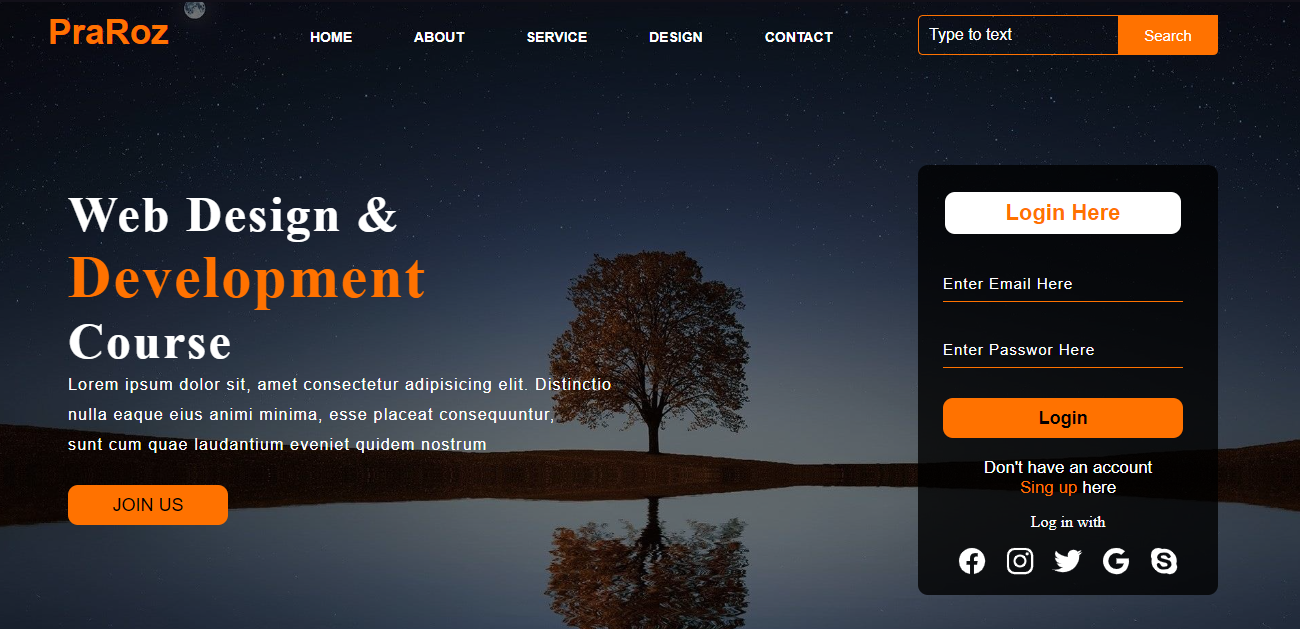 PraRoz
HOME ABOUT SERVICE DESIGN CONTACT
Type to text Search
Web Design &
Development
Course
Lorem ipsum dolor sit, amet consectetur adipisicing elit. Distinctio
nulla eaque eius animi minima, esse placeat consequuntur,
sunt cum quae laudantium eveniet quidem nostrum
JOIN US
Login Here
Enter Email Here
Enter Passwor Here
Login
Don't have an account
Sing up here
Log in with